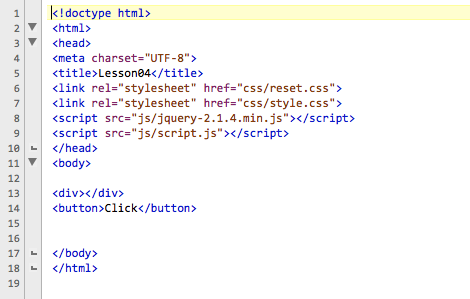 1 <!doctype html>
2 <html>
3 <head>
4 <meta charset="UTF-8">
5 <title>Lesson04</title>
6 <link rel="stylesheet" href="css/reset.css">
7 <link rel="stylesheet" href="css/style.css">
8 <script src="js/jquery-2.1.4.min.js"></script>
9 <script src="js/script.js"></script>
10 </head>
11 <body>
12
13 <div></div>
14 <button>Click</button>
15
16
17 </body>
18 </html>
19